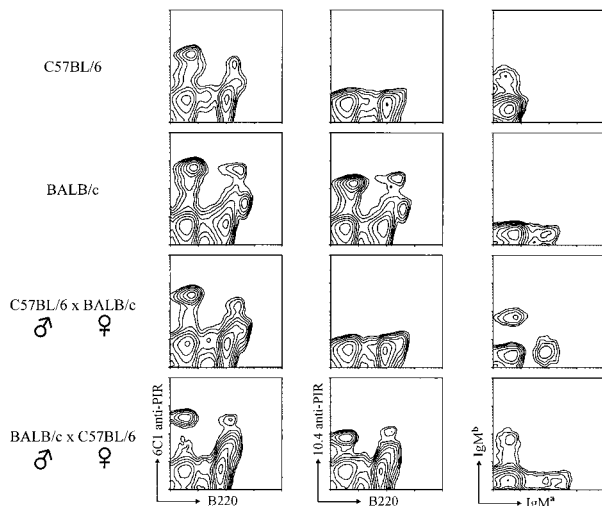 C57BL/6
BALB/c
C57BL/6 x BALB/c
♂ ♀
BALB/c x C57BL/6
♂ ♀
6C1 anti-PIR
B220
10.4 anti-PIR
B220
IgMᵇ
IgMᵃ